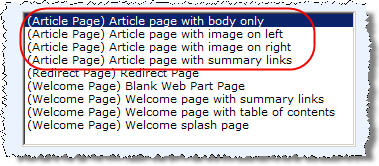 (Article Page) Article page with body only
(Article Page) Article page with image on left
(Article Page) Article page with image on right
(Article Page) Article page with summary links
(Redirect Page) Redirect Page
(Welcome Page) Blank Web Part Page
(Welcome Page) Welcome page with summary links
(Welcome Page) Welcome page with table of contents
(Welcome Page) Welcome splash page